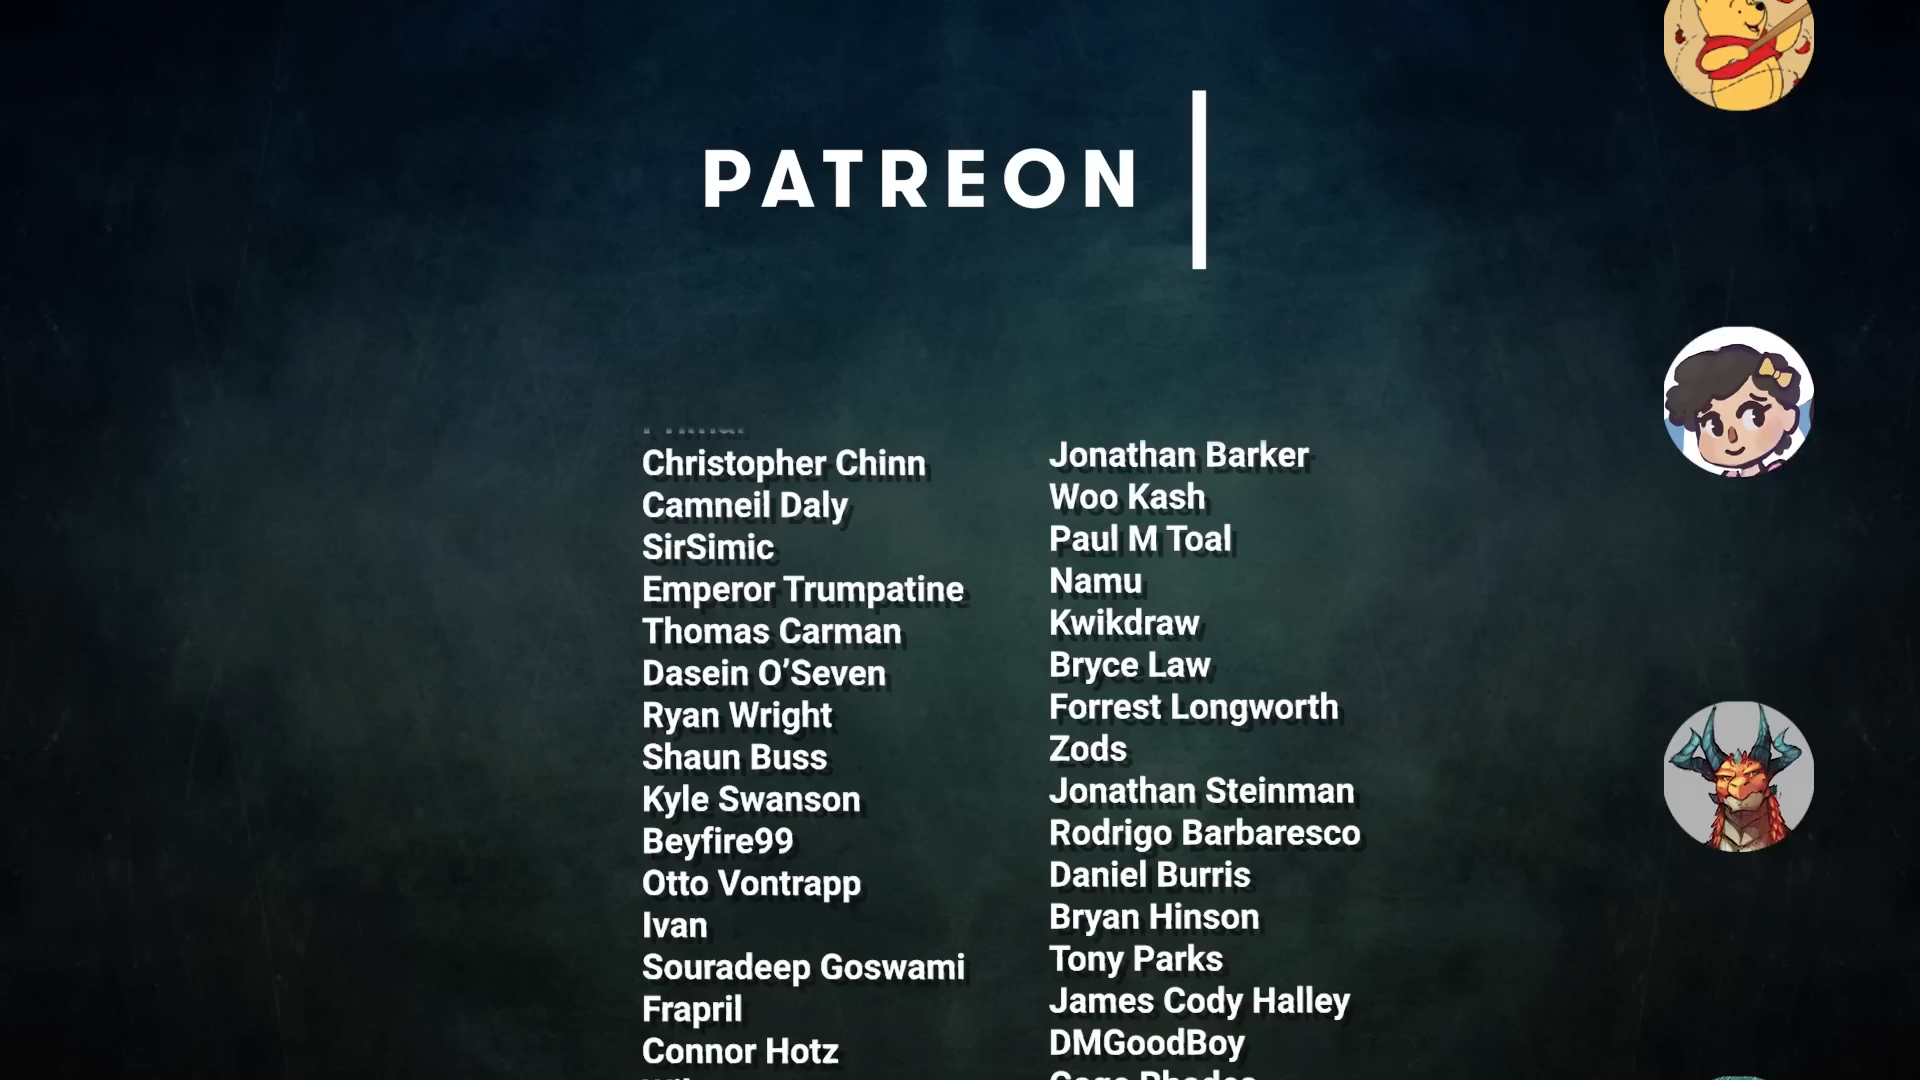 PATREON
Christopher Chinn
Camneil Daly
SirSimic
Emperor Trumpatine
Thomas Carman
Dasein O’Seven
Ryan Wright
Shaun Buss
Kyle Swanson
Beyfire99
Otto Vontrapp
Ivan
Souradeep Goswami
Frapril
Connor Hotz
Jonathan Barker
Woo Kash
Paul M Toal
Namu
Kwikdraw
Bryce Law
Forrest Longworth
Zods
Jonathan Steinman
Rodrigo Barbaresco
Daniel Burris
Bryan Hinson
Tony Parks
James Cody Halley
DMGoodBoy